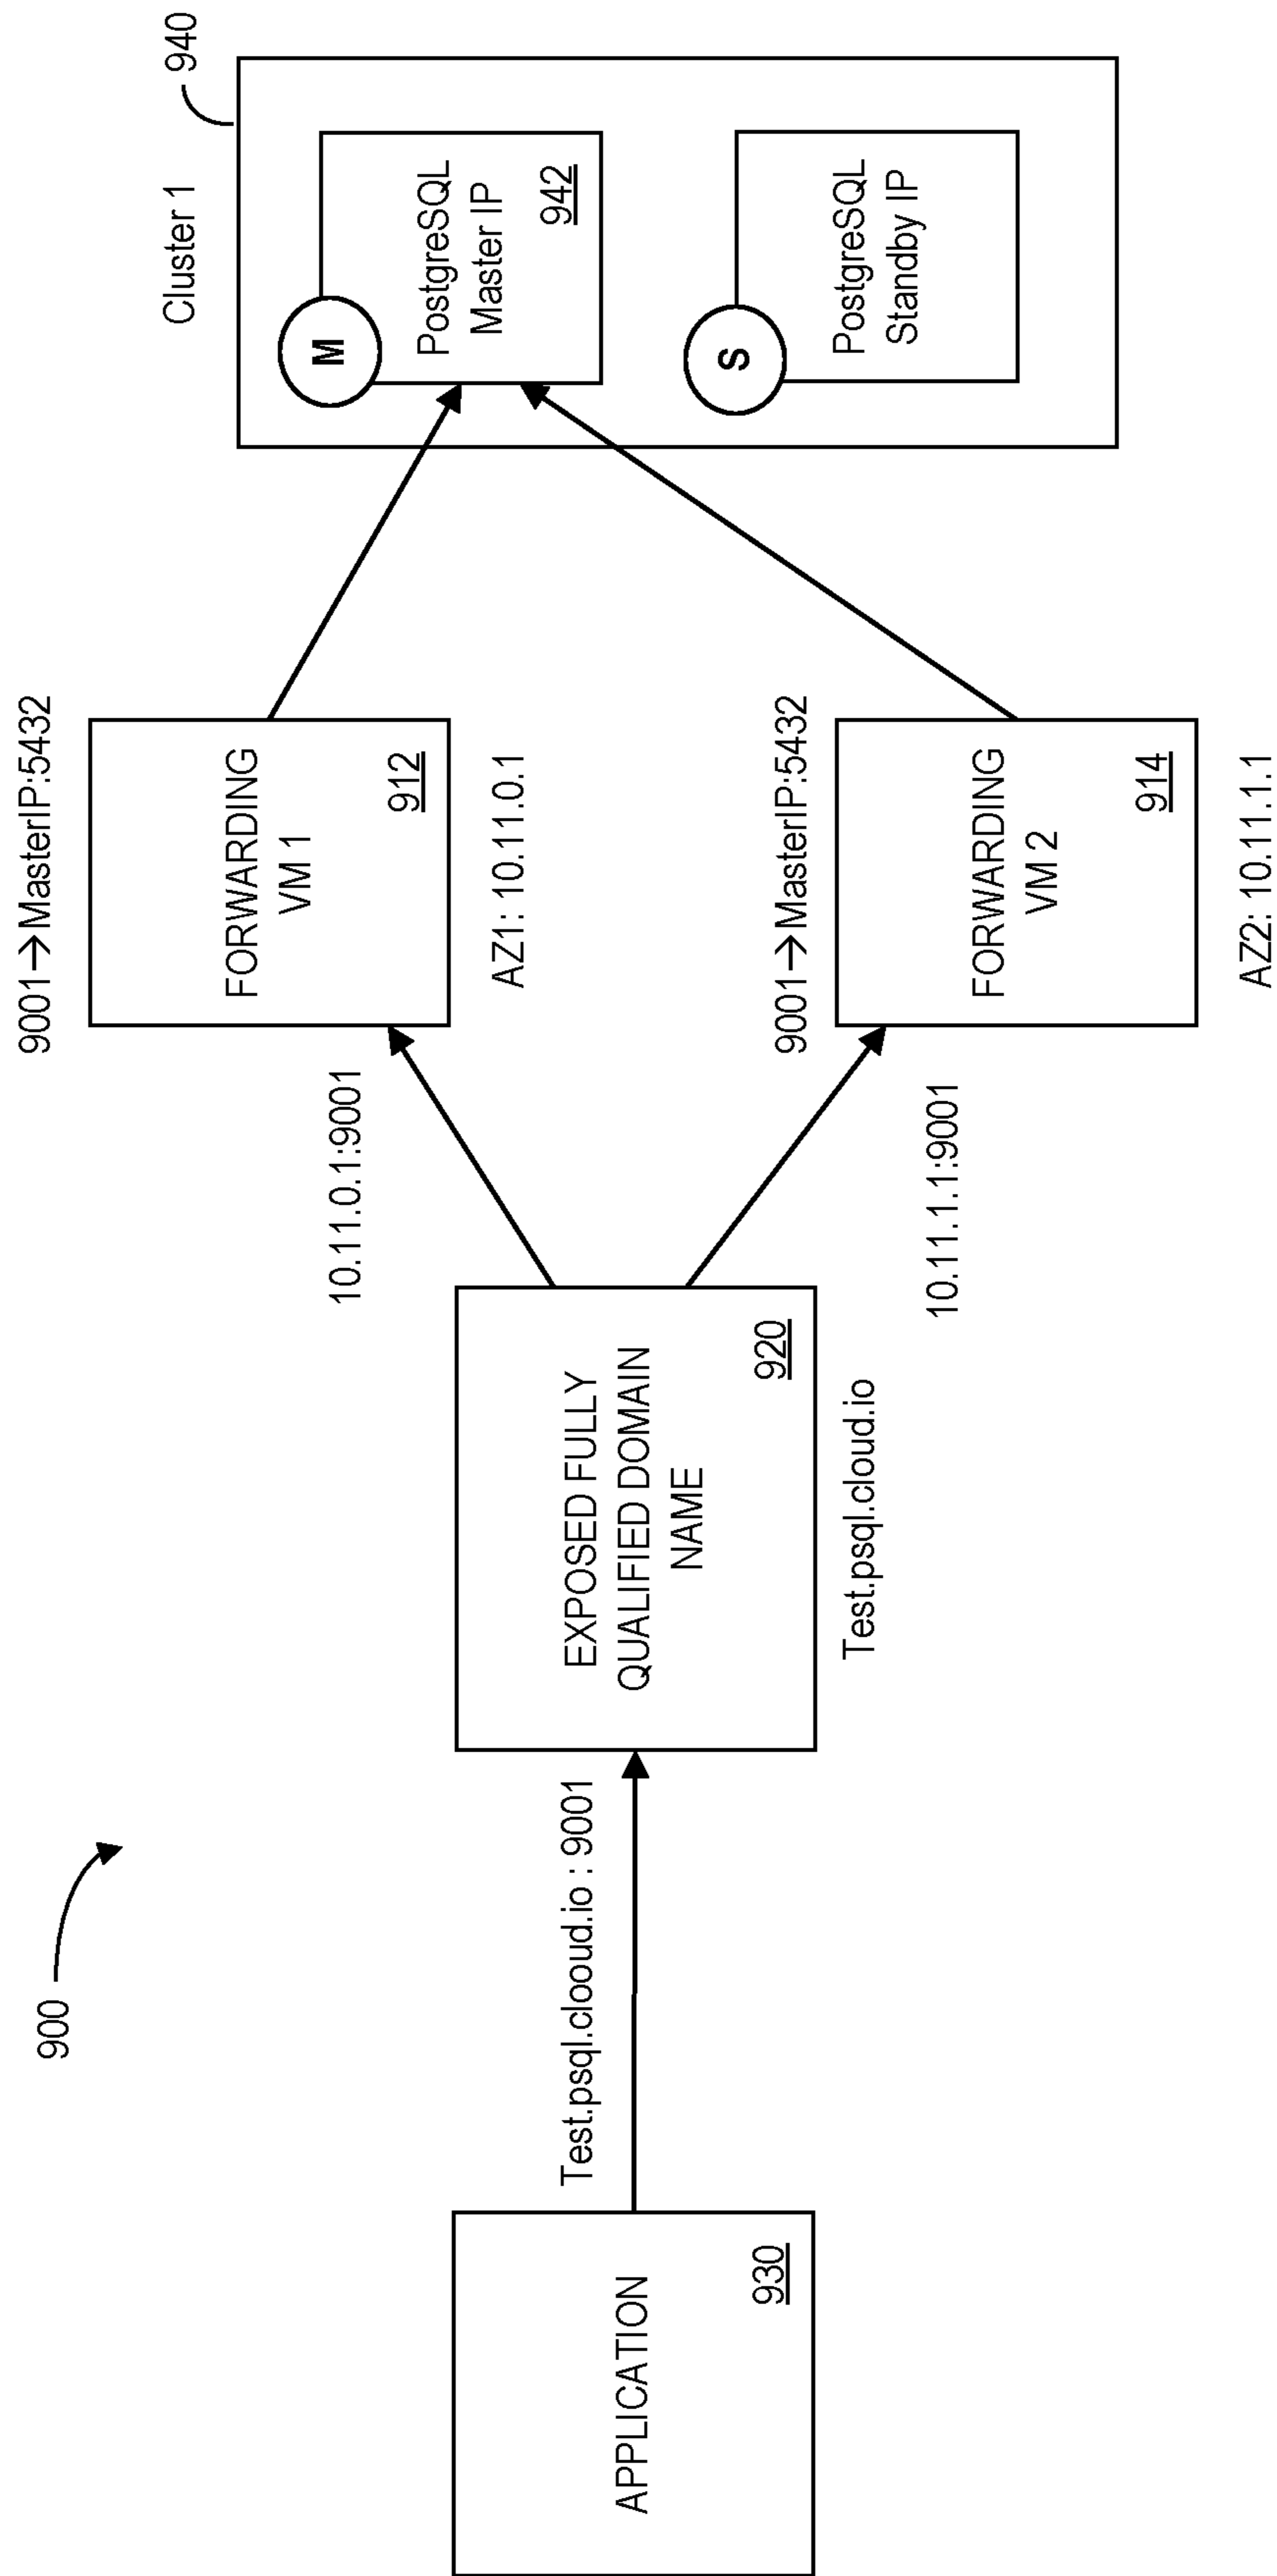 900
APPLICATION
930
Test.psql.clooud.io : 9001
EXPOSED FULLY
QUALIFIED DOMAIN
NAME
920
Test.psql.cloud.io
10.11.0.1:9001
10.11.1.1:9001
9001→MasterIP:5432
FORWARDING
VM 1
912
AZ1: 10.11.0.1
9001→MasterIP:5432
FORWARDING
VM 2
914
AZ2: 10.11.1.1
Cluster 1
940
M
PostgreSQL
Master IP
942
S
PostgreSQL
Standby IP